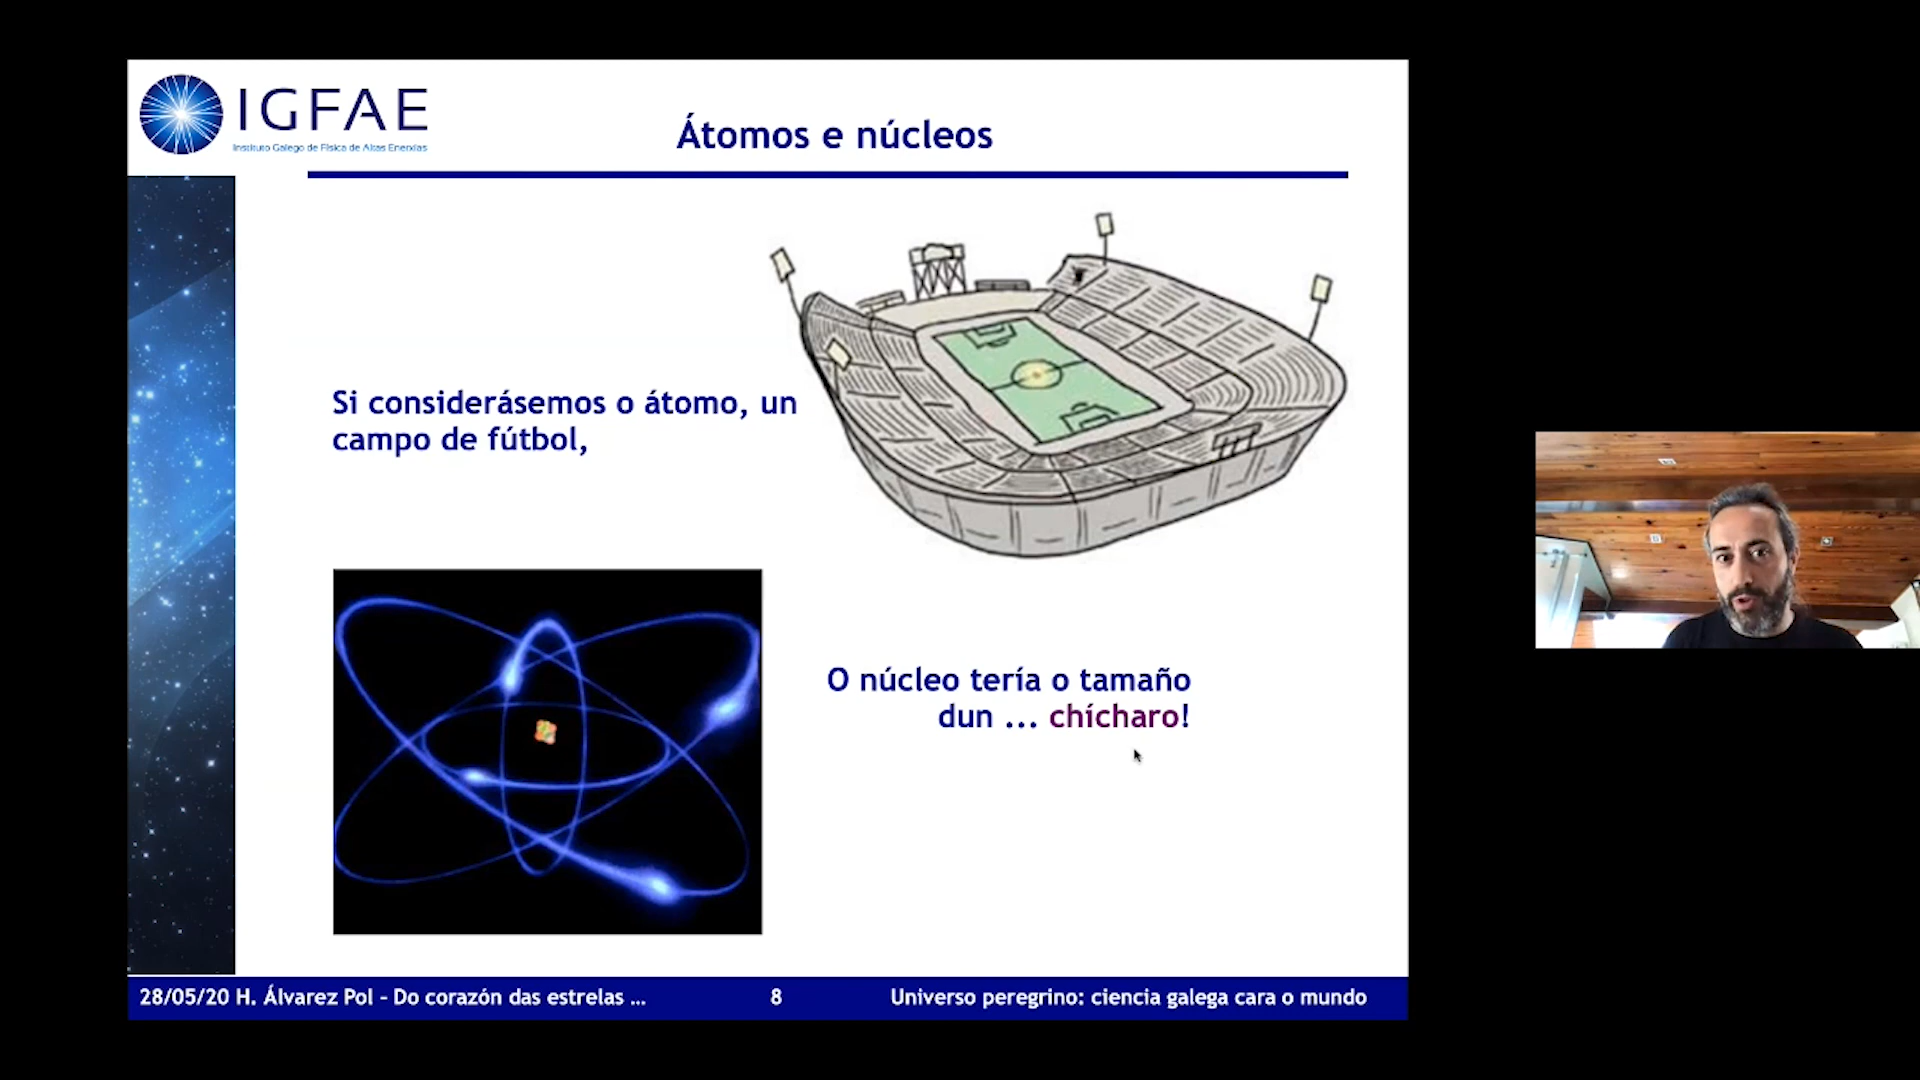 IGFAE
Instituto Galego de Física de Altas Enerxías
Átomos e núcleos
Si considerásemos o átomo, un
campo de fútbol,
O núcleo tería o tamaño
dun ... chícharo!
28/05/20 H. Álvarez Pol - Do corazón das estrelas ...
8
Universo peregrino: ciencia galega cara o mundo